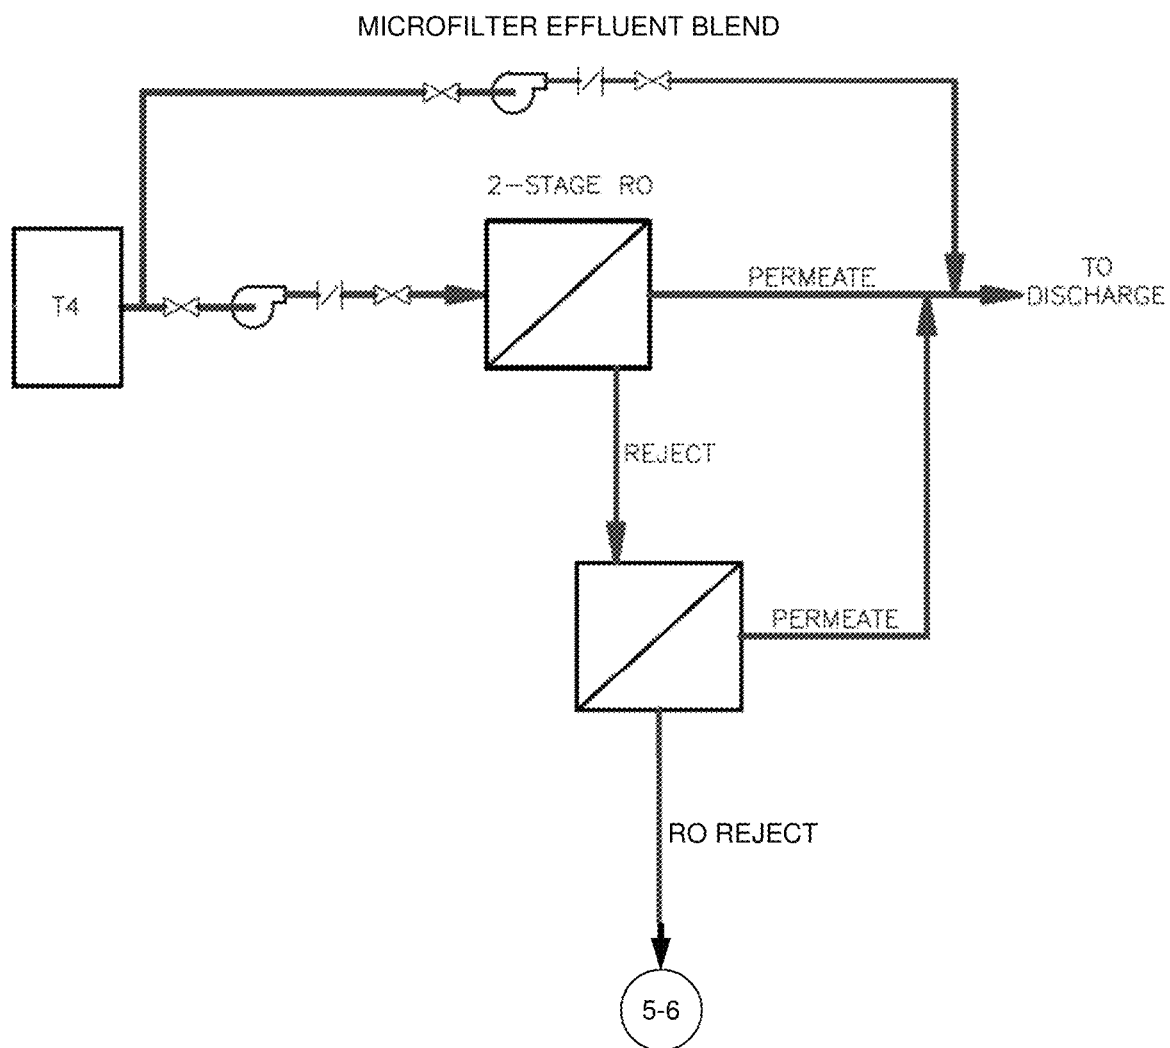 MICROFILTER EFFLUENT BLEND
2-STAGE RO
T4
PERMEATE
TO
DISCHARGE
REJECT
PERMEATE
RO REJECT
5-6